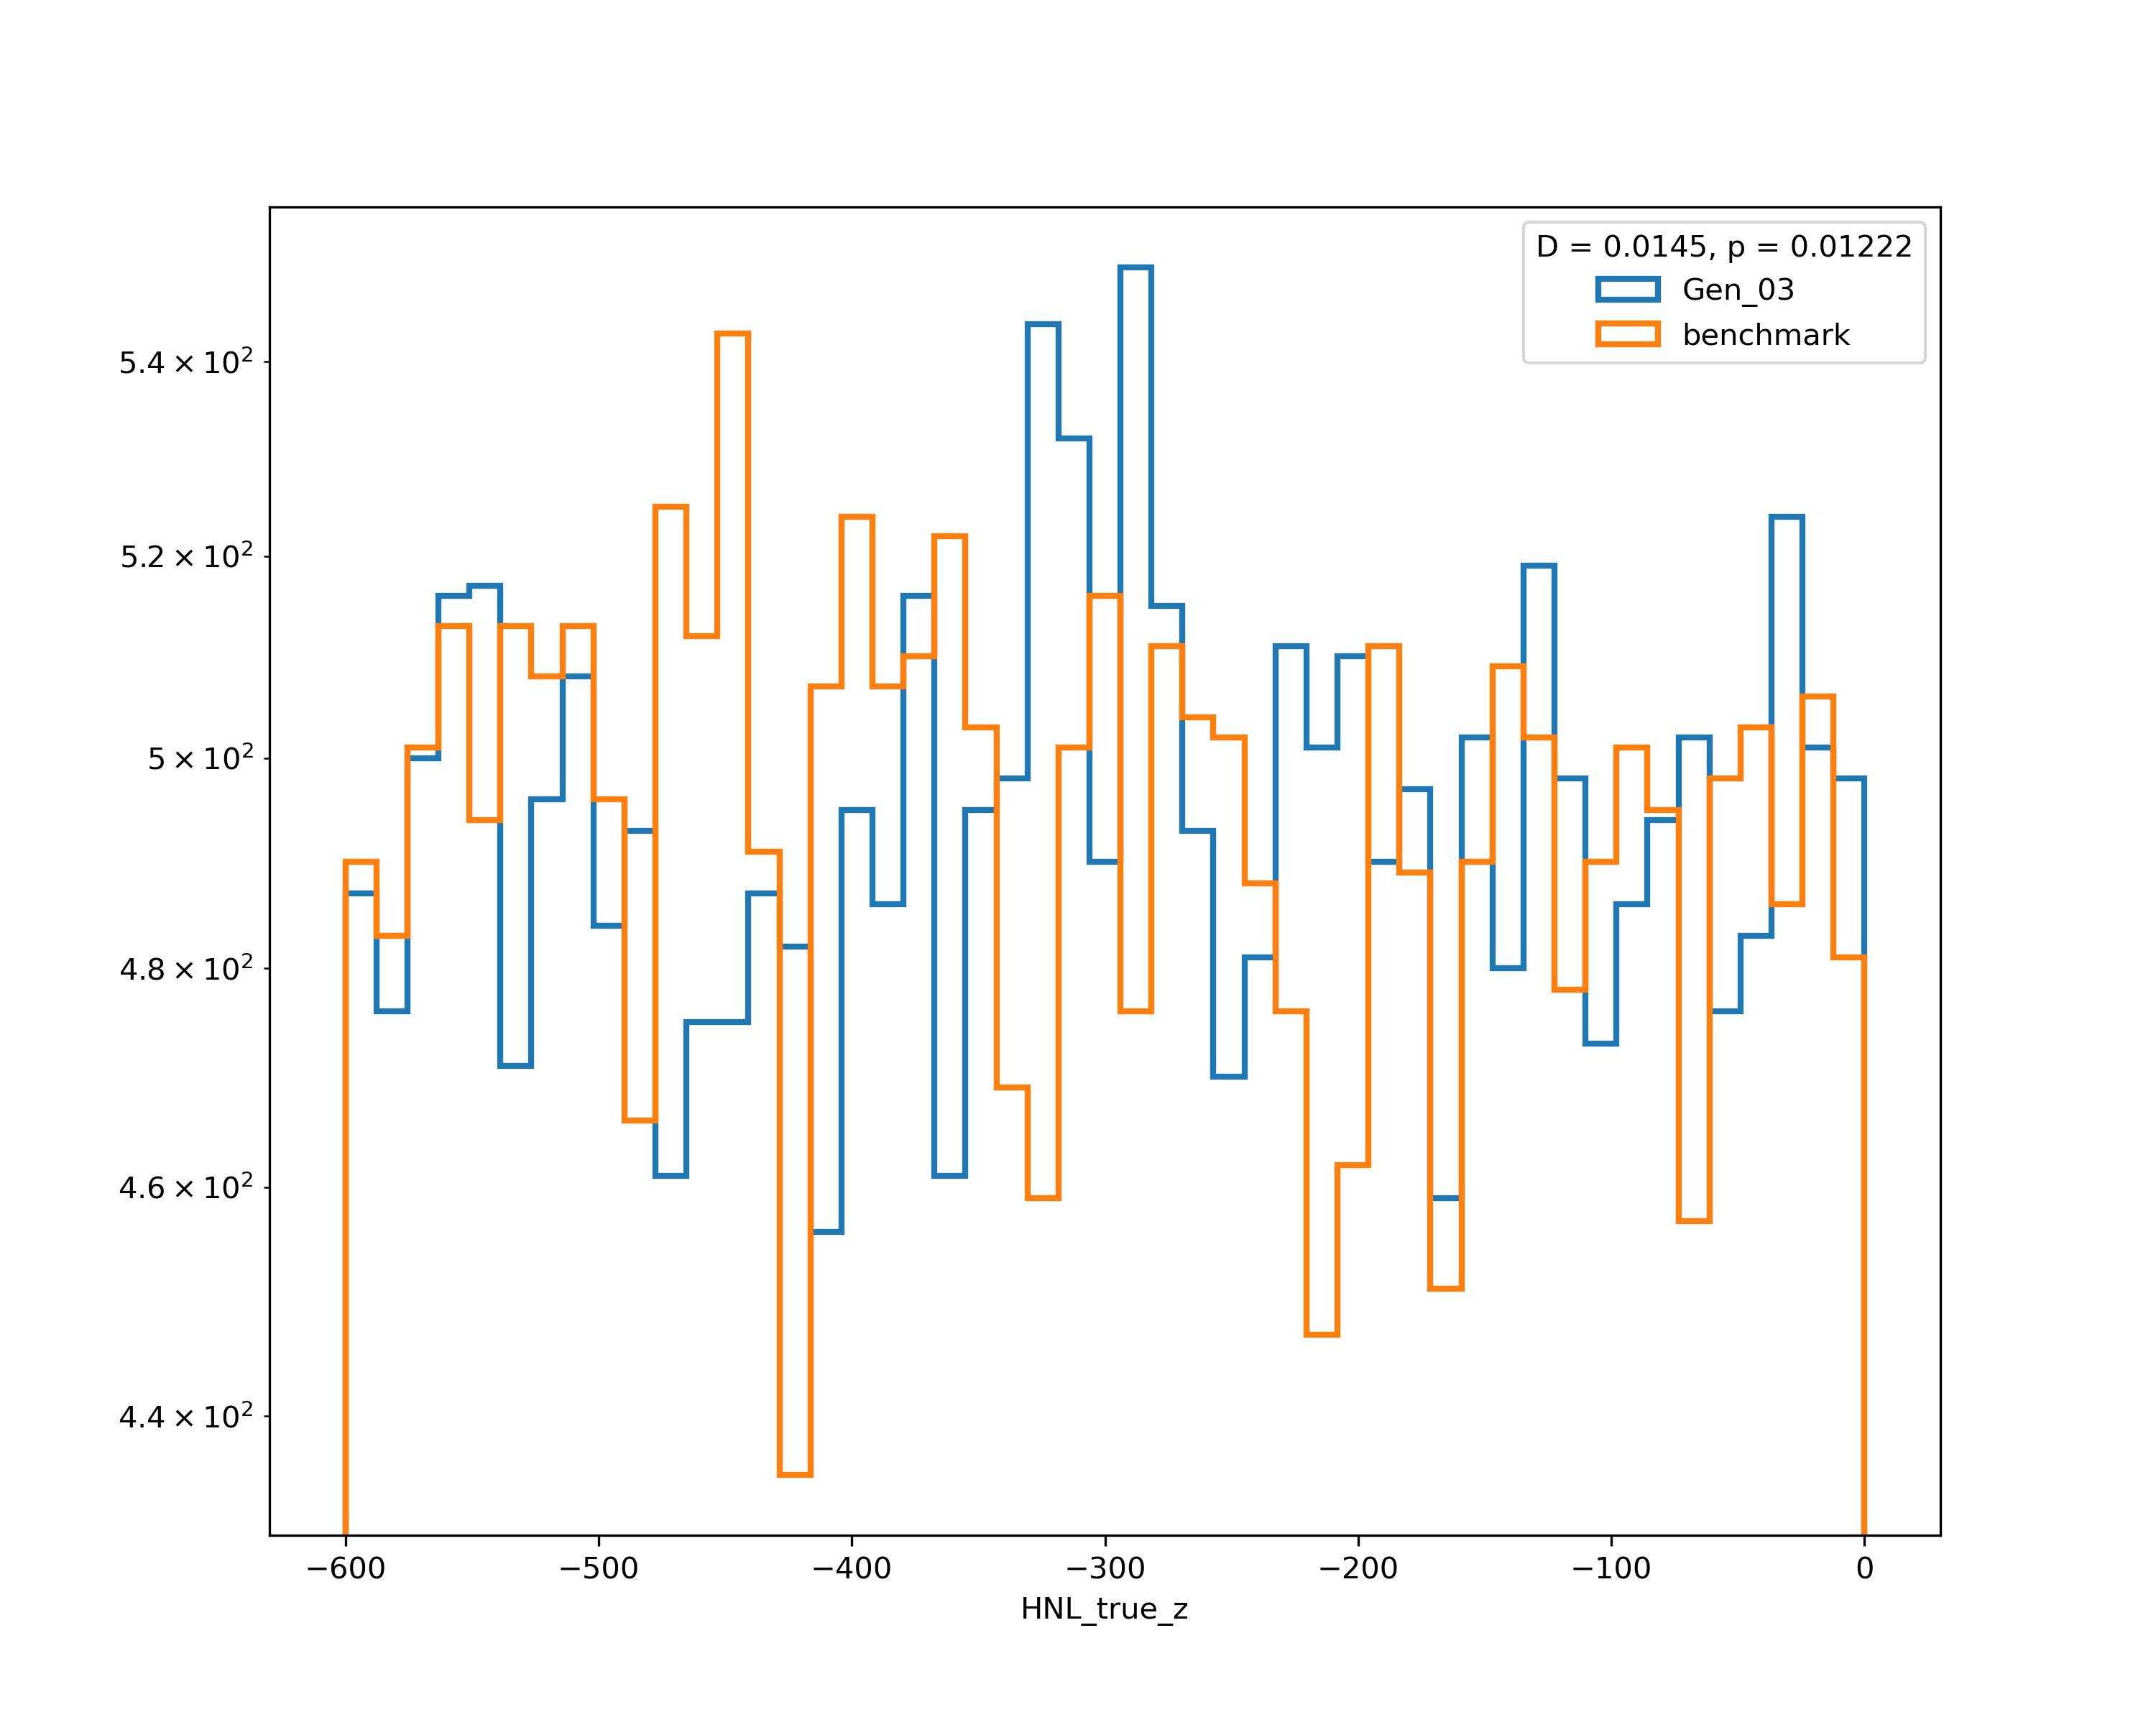 D = 0.0145, p = 0.01222
Gen_03
benchmark
5.4 × 10²
5.2 × 10²
5 × 10²
4.8 × 10²
4.6 × 10²
4.4 × 10²
−600 −500 −400 −300 −200 −100 0
HNL_true_z